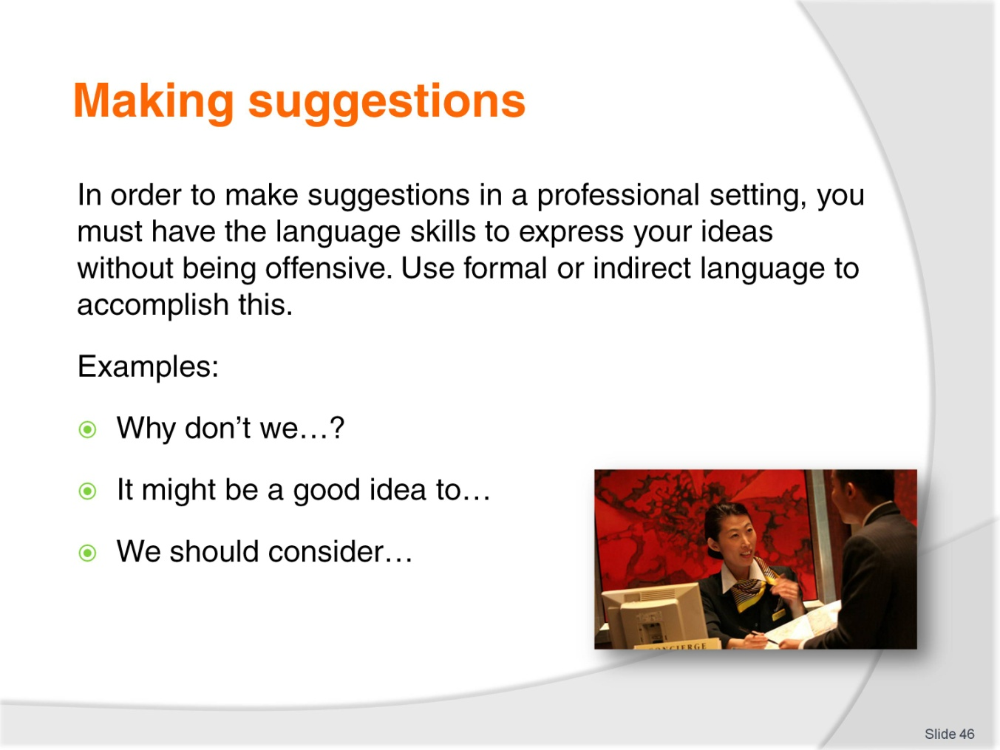 Making suggestions
In order to make suggestions in a professional setting, you
must have the language skills to express your ideas
without being offensive. Use formal or indirect language to
accomplish this.
Examples:
Why don’t we…?
It might be a good idea to…
We should consider…
CONCIERGE
Slide 46